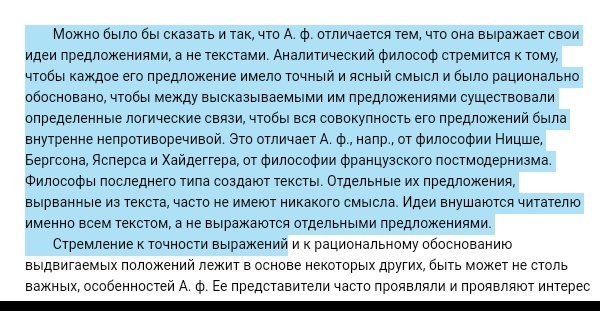 Можно было бы сказать и так, что А. ф. отличается тем, что она выражает свои
идеи предложениями, а не текстами. Аналитический философ стремится к тому,
чтобы каждое его предложение имело точный и ясный смысл и было рационально
обосновано, чтобы между высказываемыми им предложениями существовали
определенные логические связи, чтобы вся совокупность его предложений была
внутренне непротиворечивой. Это отличает А. ф., напр., от философии Ницше,
Бергсона, Ясперса и Хайдеггера, от философии французского постмодернизма.
Философы последнего типа создают тексты. Отдельные их предложения,
вырванные из текста, часто не имеют никакого смысла. Идеи внушаются читателю
именно всем текстом, а не выражаются отдельными предложениями.
Стремление к точности выражений и к рациональному обоснованию
выдвигаемых положений лежит в основе некоторых других, быть может не столь
важных, особенностей А. ф. Ее представители часто проявляли и проявляют интерес